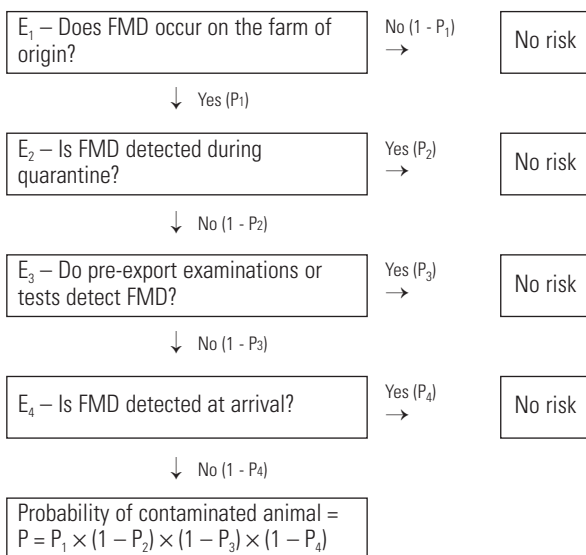 E₁ – Does FMD occur on the farm of
origin?
No (1 - P₁)
→
No risk
↓ Yes (P₁)
E₂ – Is FMD detected during
quarantine?
Yes (P₂)
→
No risk
↓ No (1 - P₂)
E₃ – Do pre-export examinations or
tests detect FMD?
Yes (P₃)
→
No risk
↓ No (1 - P₃)
E₄ – Is FMD detected at arrival?
Yes (P₄)
→
No risk
↓ No (1 - P₄)
Probability of contaminated animal =
P = P₁ × (1 – P₂) × (1 – P₃) × (1 – P₄)